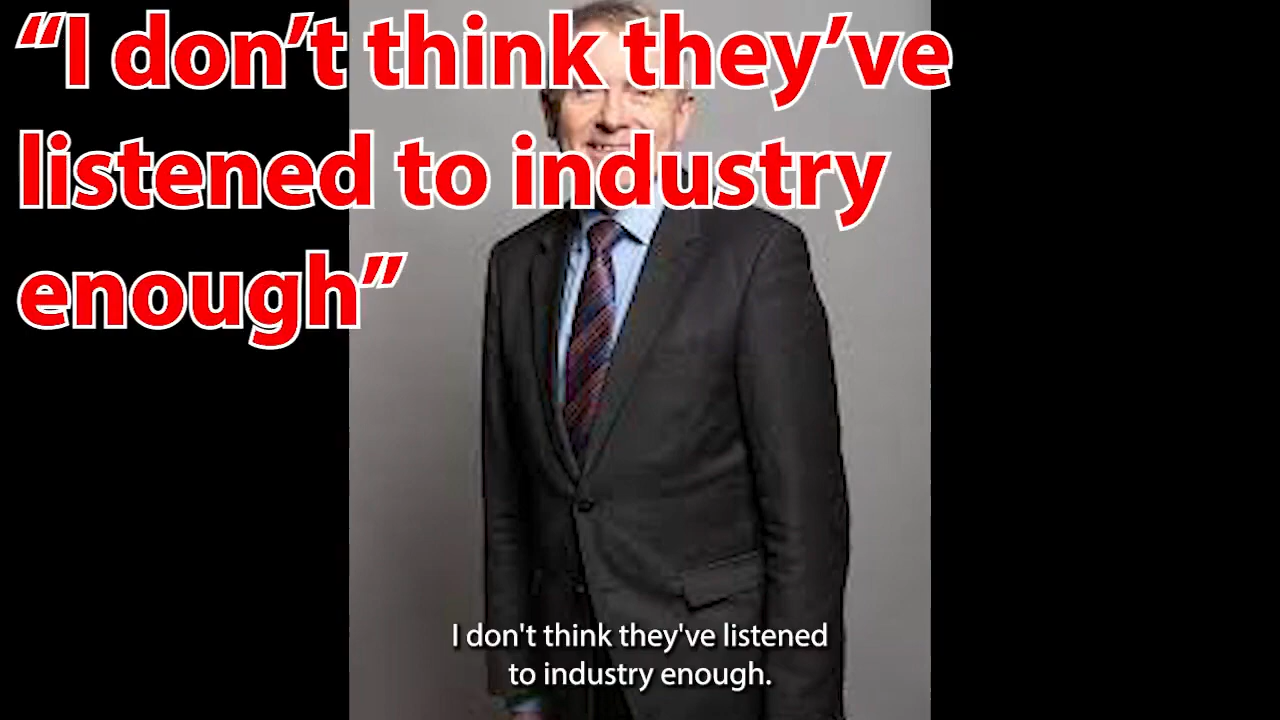 “I don’t think they’ve
listened to industry
enough”
I don't think they've listened
to industry enough.